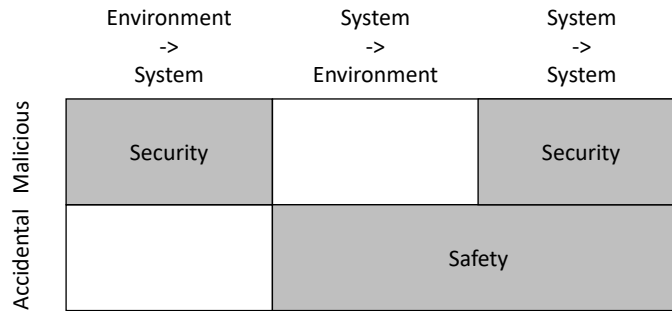 Environment
->
System
System
->
Environment
System
->
System
Malicious
Security
Security
Accidental
Safety